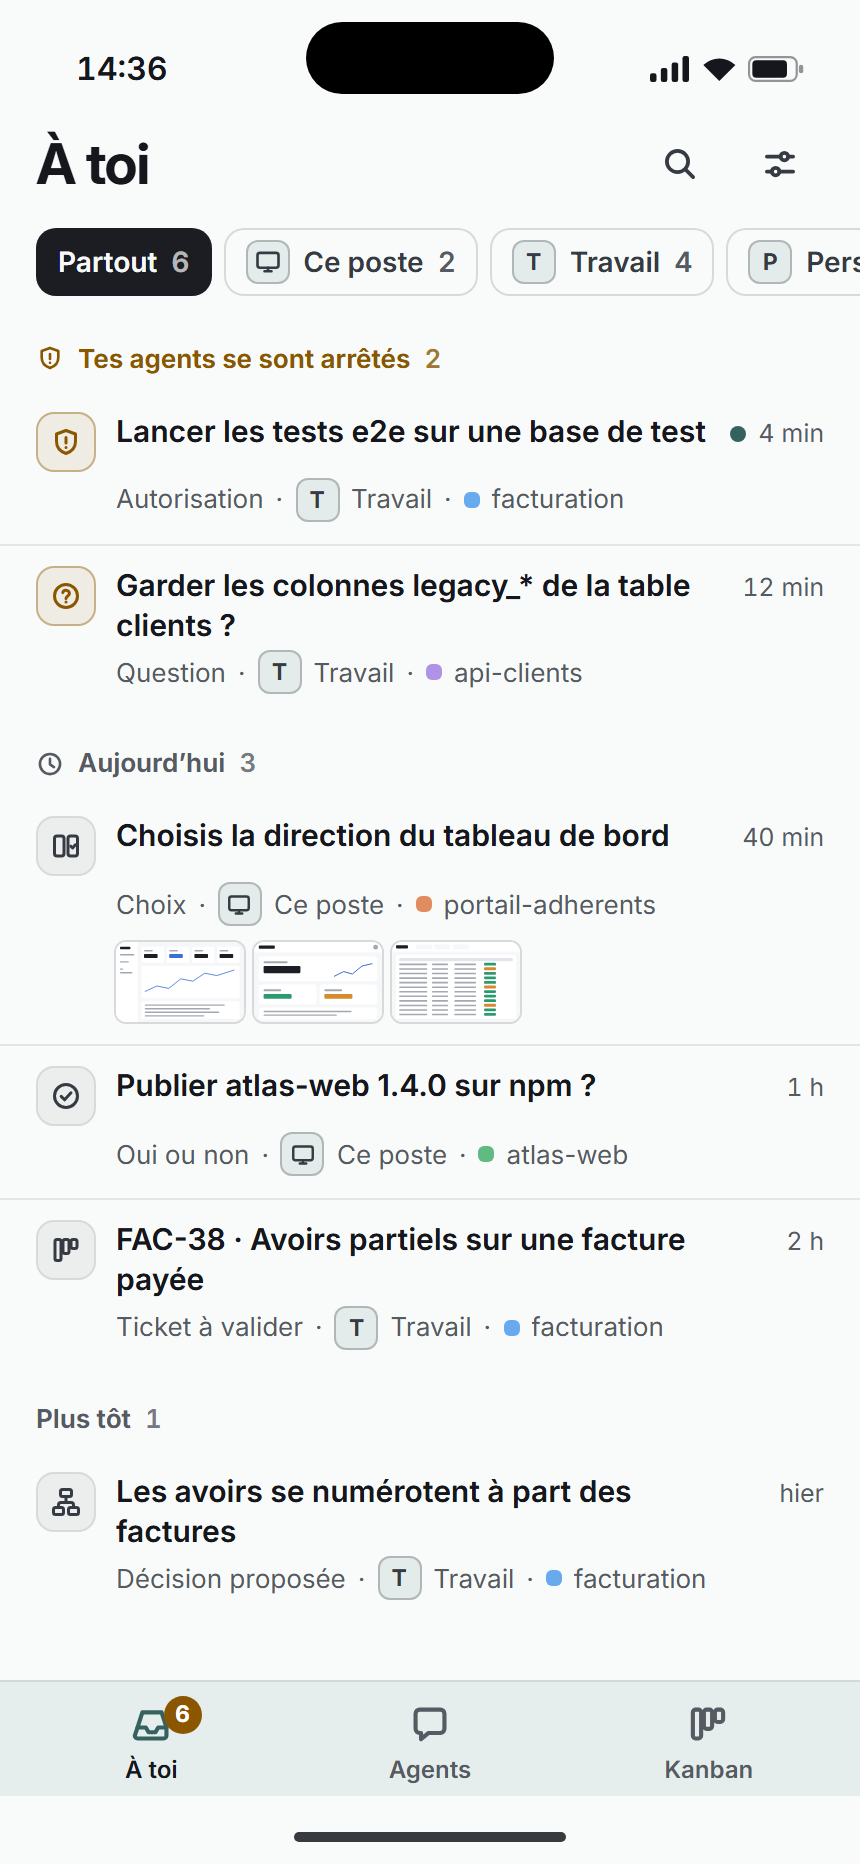 14:36
À toi
Partout 6
Ce poste 2
T Travail 4
P Pers
Tes agents se sont arrêtés 2
Lancer les tests e2e sur une base de test
4 min
Autorisation · T Travail · facturation
Garder les colonnes legacy_* de la table
clients ?
12 min
Question · T Travail · api-clients
Aujourd’hui 3
Choisis la direction du tableau de bord
40 min
Choix · Ce poste · portail-adherents
Publier atlas-web 1.4.0 sur npm ?
1 h
Oui ou non · Ce poste · atlas-web
FAC-38 · Avoirs partiels sur une facture
payée
2 h
Ticket à valider · T Travail · facturation
Plus tôt 1
Les avoirs se numérotent à part des
factures
hier
Décision proposée · T Travail · facturation
6
À toi
Agents
Kanban